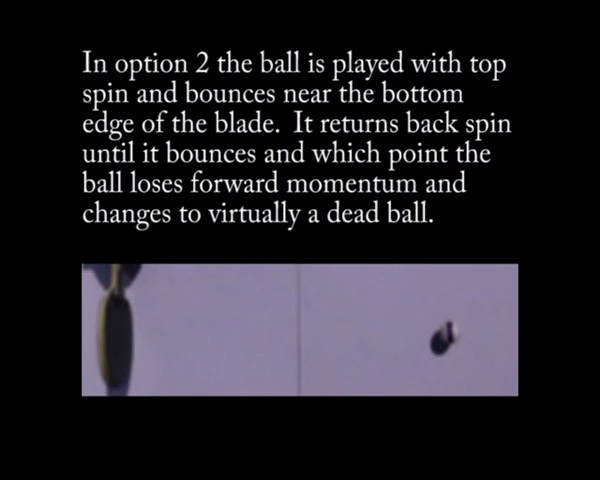 In option 2 the ball is played with top
spin and bounces near the bottom
edge of the blade.  It returns back spin
until it bounces and which point the
ball loses forward momentum and
changes to virtually a dead ball.